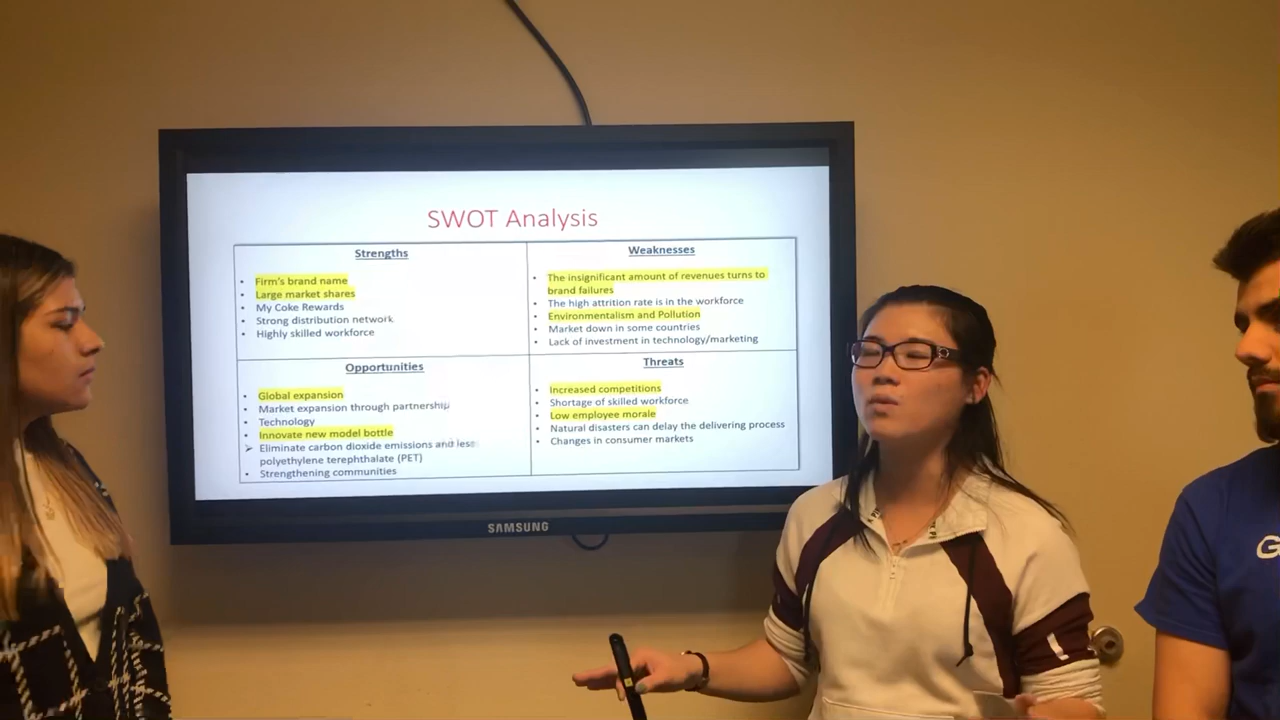 SWOT Analysis
Strengths
• Firm's brand name
• Large market shares
• My Coke Rewards
• Strong distribution network
• Highly skilled workforce
Weaknesses
• The insignificant amount of revenues turns to
brand failures
• The high attrition rate is in the workforce
• Environmentalism and Pollution
• Market down in some countries
• Lack of investment in technology/marketing
Opportunities
• Global expansion
• Market expansion through partnership
• Technology
• Innovate new model bottle
➢ Eliminate carbon dioxide emissions and less
polyethylene terephthalate (PET)
• Strengthening communities
Threats
• Increased competitions
• Shortage of skilled workforce
• Low employee morale
• Natural disasters can delay the delivering process
• Changes in consumer markets
SAMSUNG